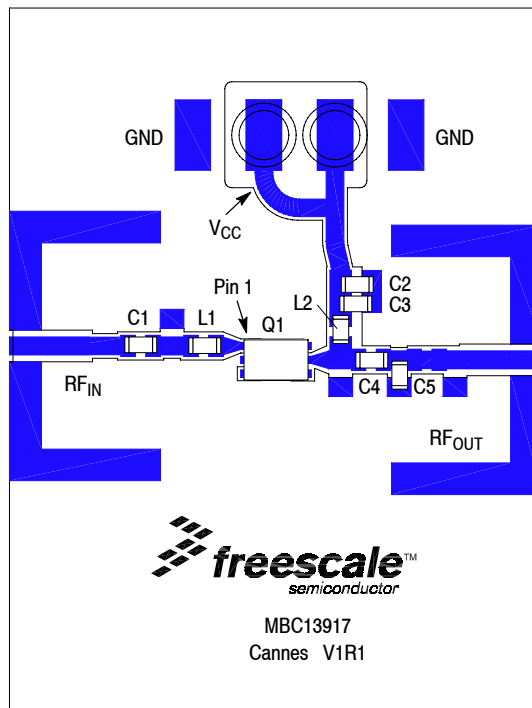 GND
GND
VCC
Pin 1
L2
C2
C3
C1
L1
Q1
RFIN
C4
C5
RFOUT
freescale™
semiconductor
MBC13917
Cannes V1R1